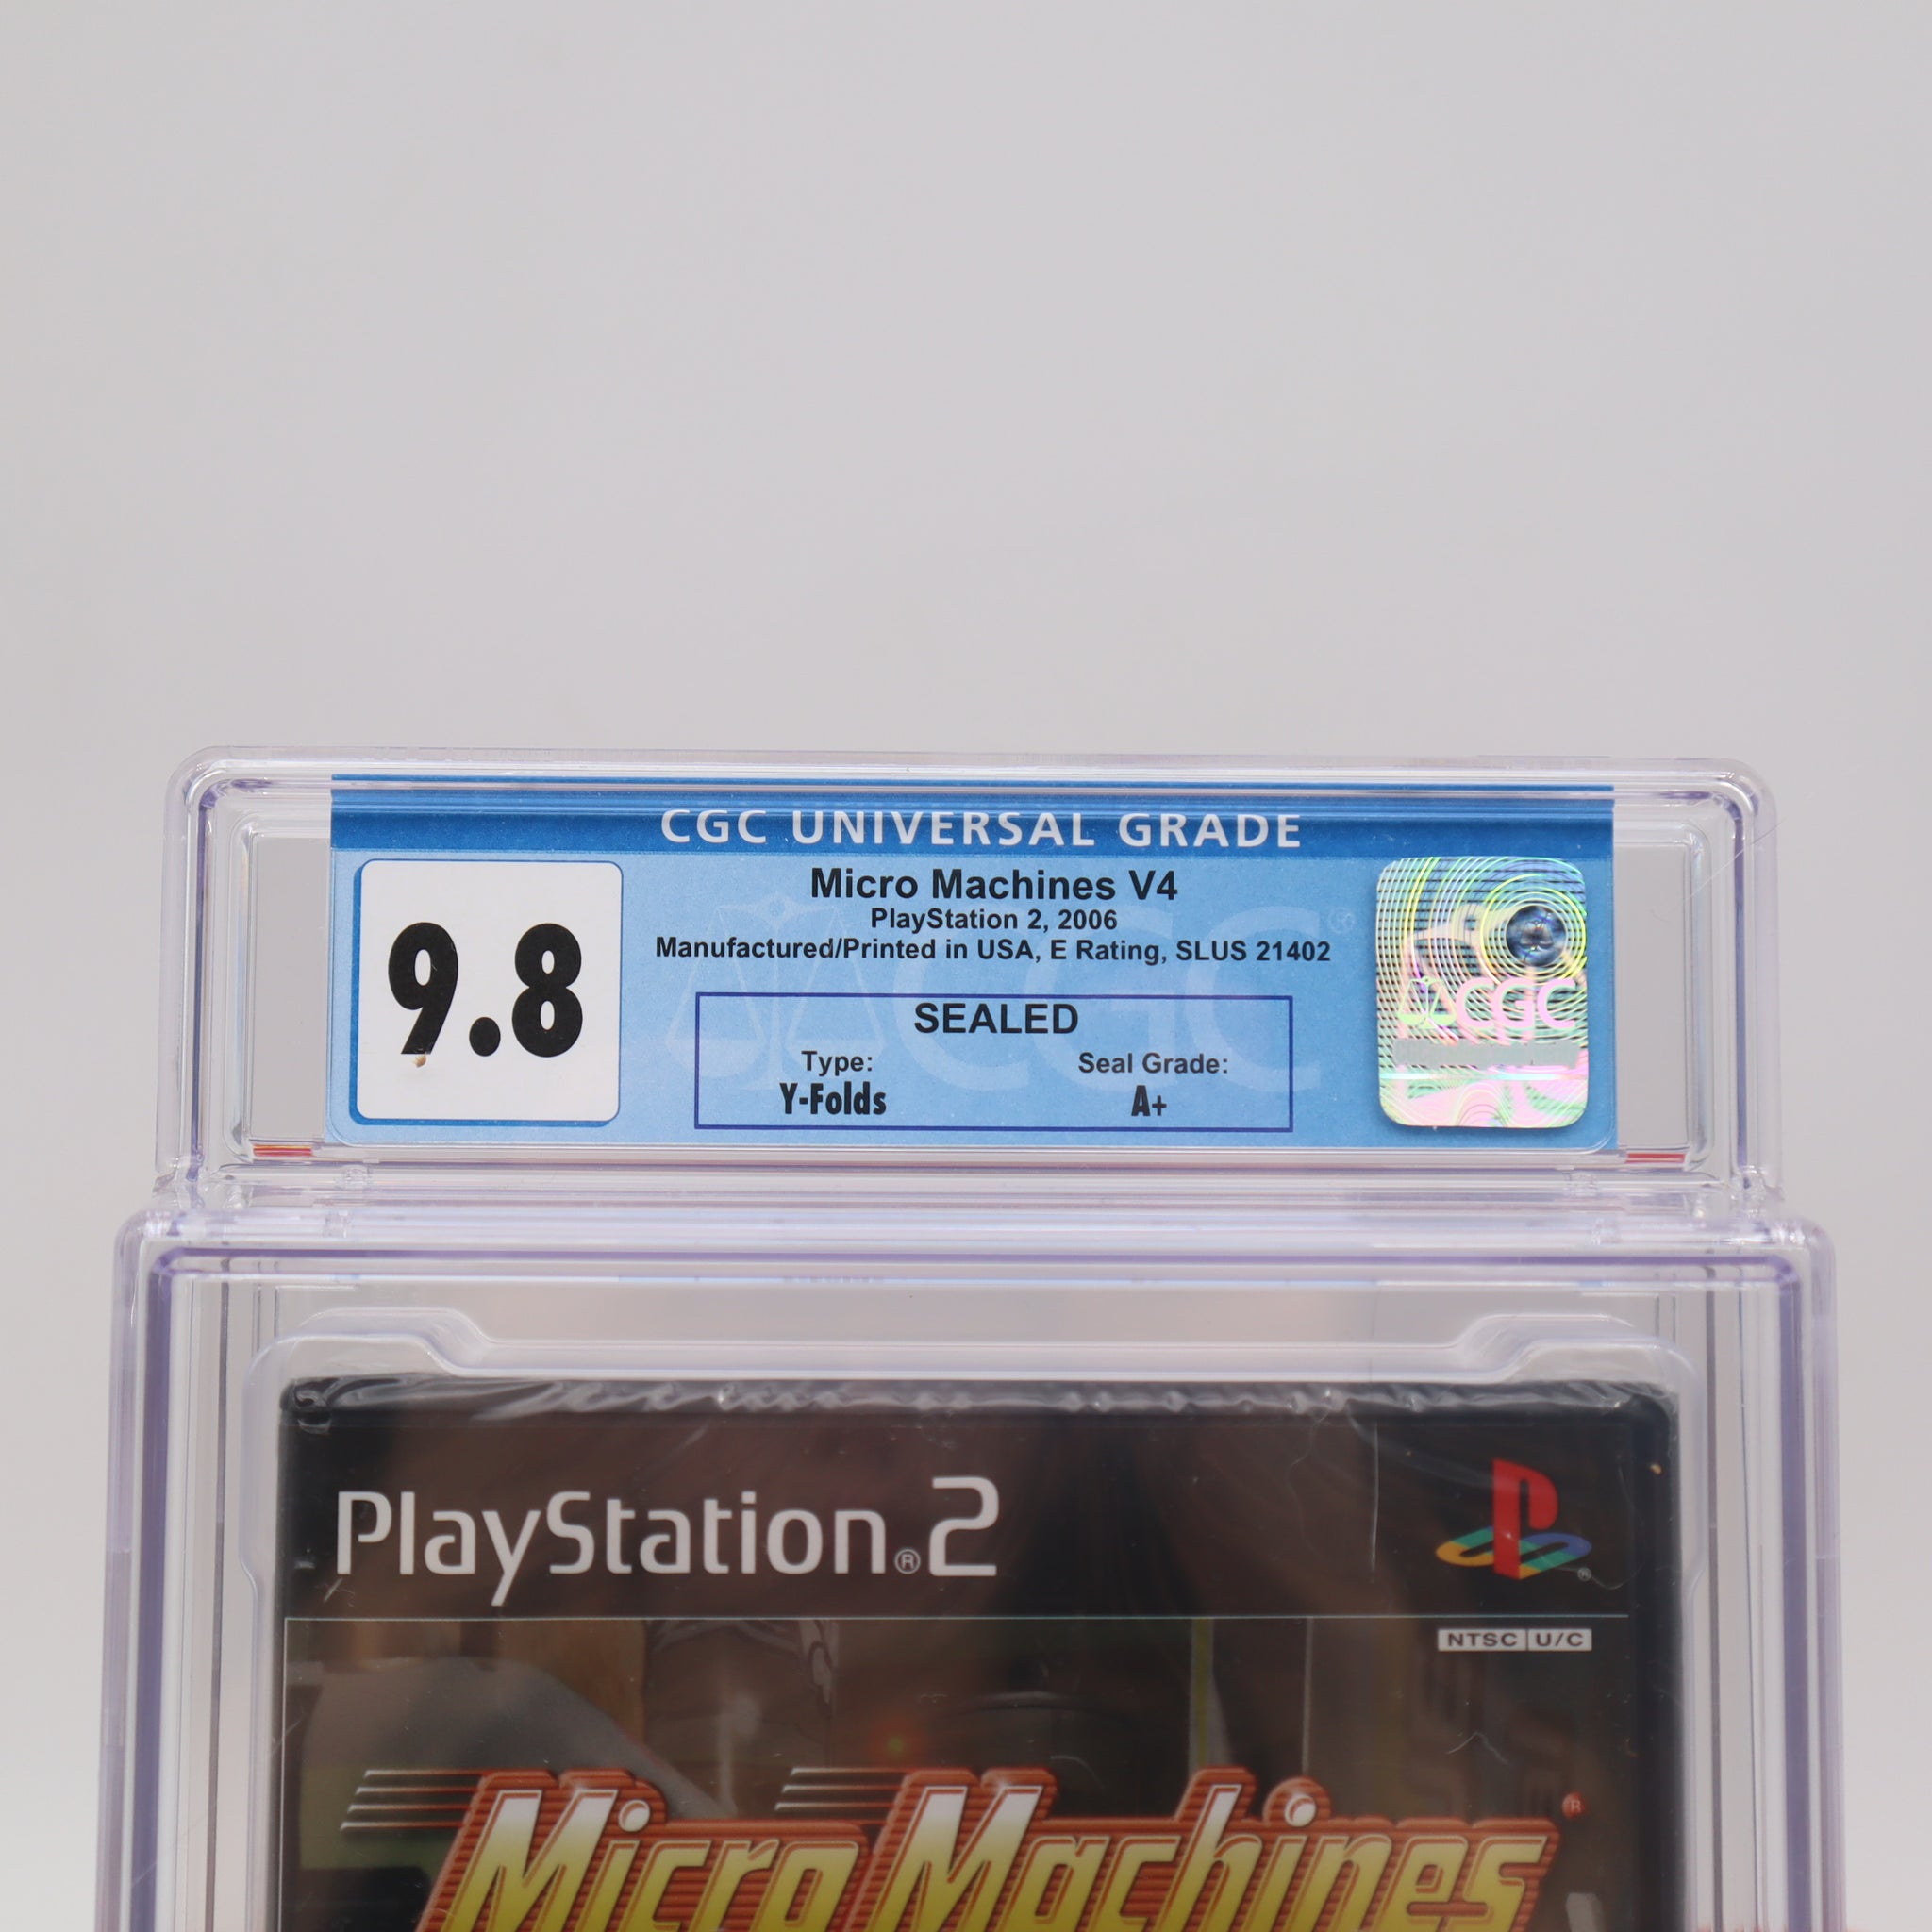 CGC UNIVERSAL GRADE
9.8
Micro Machines V4
PlayStation 2, 2006
Manufactured/Printed in USA, E Rating, SLUS 21402
SEALED
Type:
Y-Folds
Seal Grade:
A+
CGC®
CGC
PlayStation®2
®
NTSC U/C
Micro Machines®